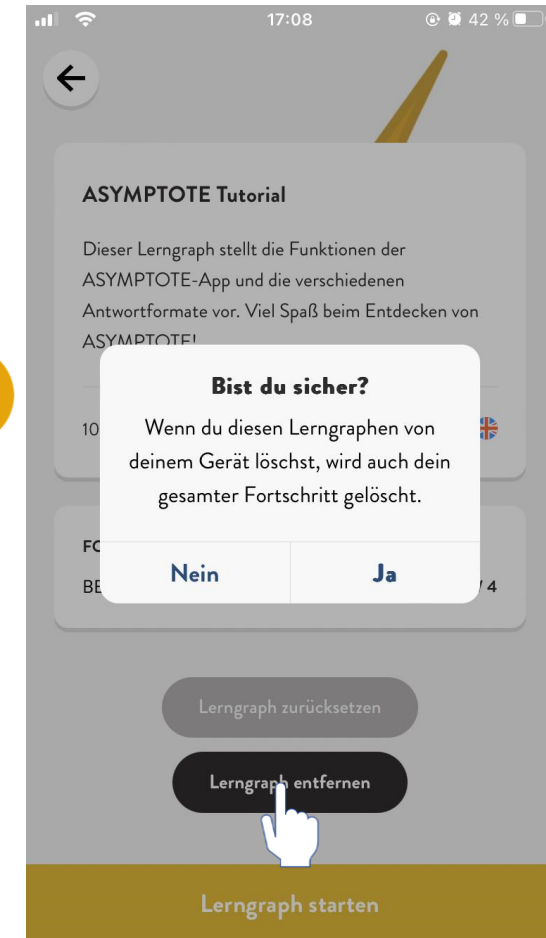 17:08
42 %
ASYMPTOTE Tutorial
Dieser Lerngraph stellt die Funktionen der
ASYMPTOTE-App und die verschiedenen
Antwortformate vor. Viel Spaß beim Entdecken von
ASYMPTOTE!
Bist du sicher?
10
Wenn du diesen Lerngraphen von
deinem Gerät löschst, wird auch dein
gesamter Fortschritt gelöscht.
Nein
Ja
/ 4
Lerngraph zurücksetzen
Lerngraph entfernen
Lerngraph starten